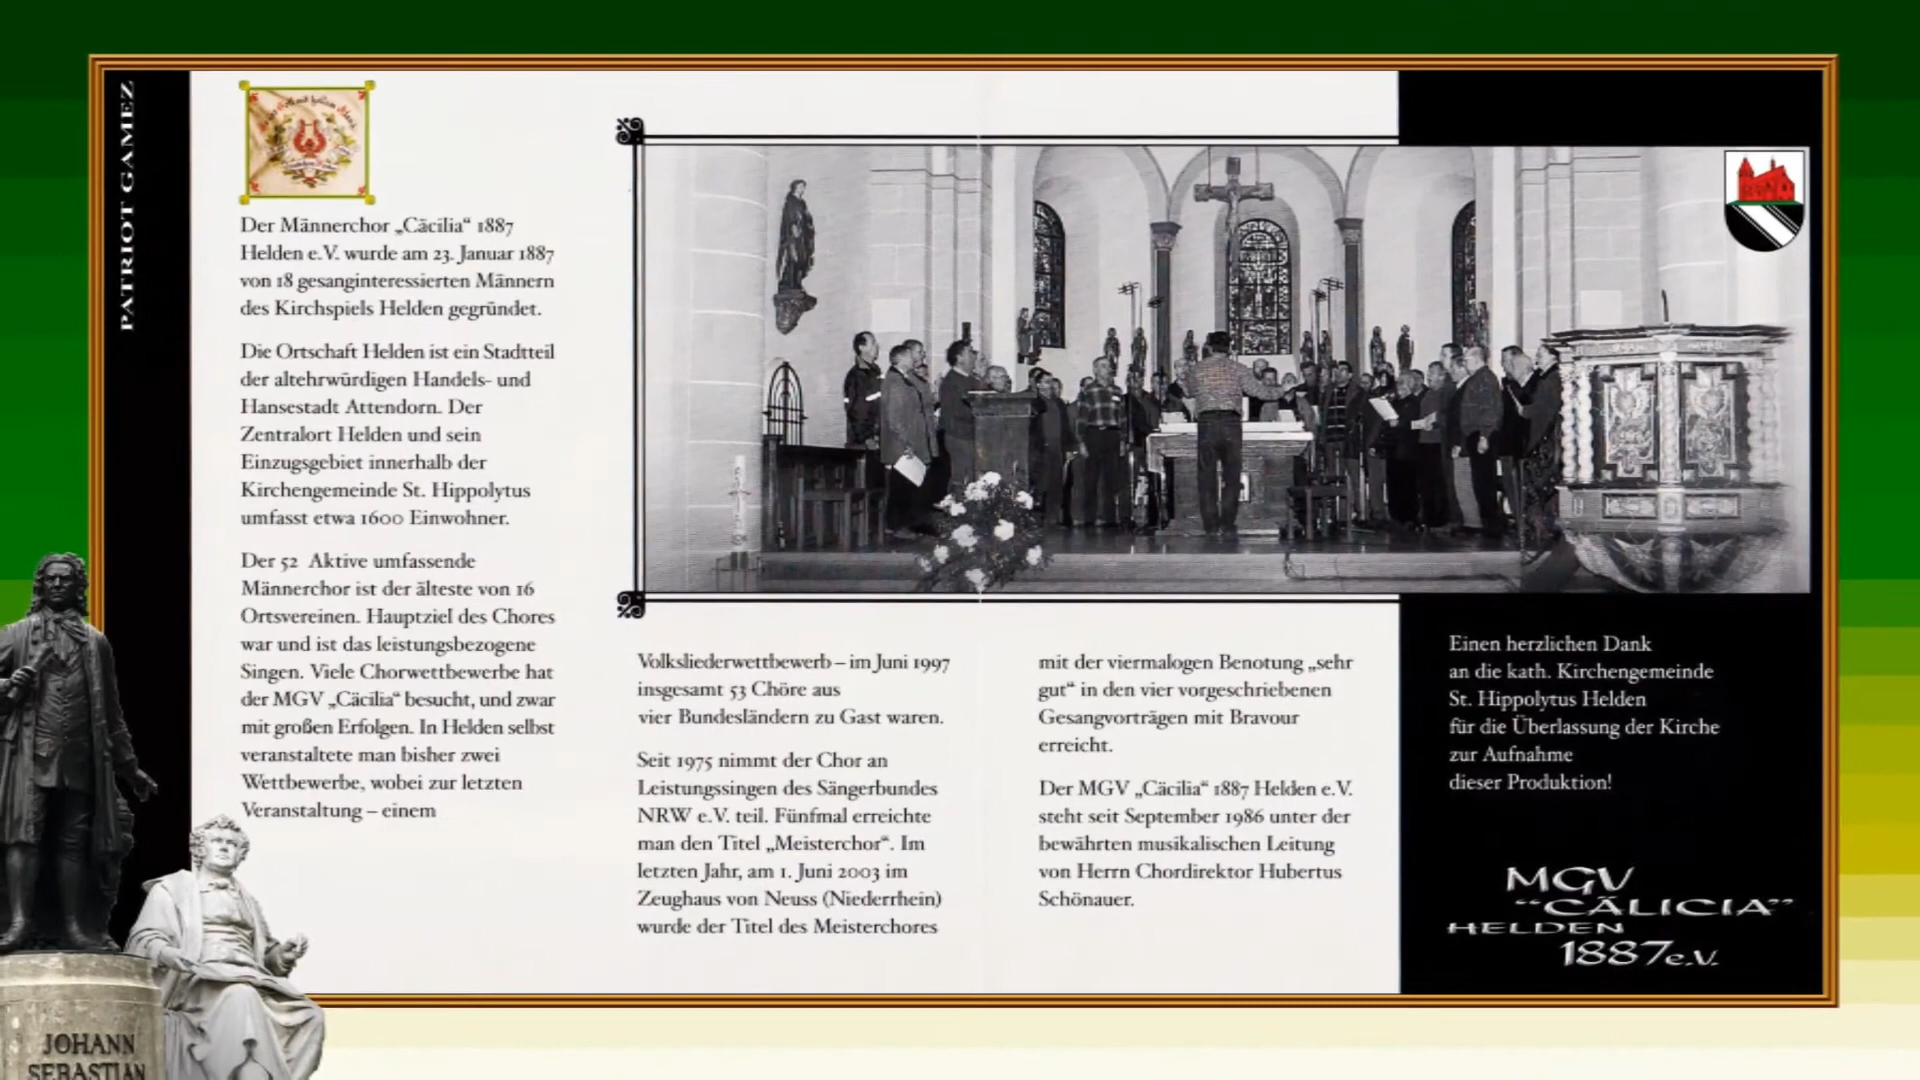 PATRIOT GAMEZ
Der Männerchor „Cäcilia“ 1887
Helden e.V. wurde am 23. Januar 1887
von 18 gesanginteressierten Männern
des Kirchspiels Helden gegründet.
Die Ortschaft Helden ist ein Stadtteil
der altehrwürdigen Handels- und
Hansestadt Attendorn. Der
Zentralort Helden und sein
Einzugsgebiet innerhalb der
Kirchengemeinde St. Hippolytus
umfasst etwa 1600 Einwohner.
Der 52 Aktive umfassende
Männerchor ist der älteste von 16
Ortsvereinen. Hauptziel des Chores
war und ist das leistungsbezogene
Singen. Viele Chorwettbewerbe hat
der MGV „Cäcilia“ besucht, und zwar
mit großen Erfolgen. In Helden selbst
veranstaltete man bisher zwei
Wettbewerbe, wobei zur letzten
Veranstaltung – einem
Volksliederwettbewerb – im Juni 1997
insgesamt 53 Chöre aus
vier Bundesländern zu Gast waren.
Seit 1975 nimmt der Chor an
Leistungssingen des Sängerbundes
NRW e.V. teil. Fünfmal erreichte
man den Titel „Meisterchor“. Im
letzten Jahr, am 1. Juni 2003 im
Zeughaus von Neuss (Niederrhein)
wurde der Titel des Meisterchores
mit der viermalogen Benotung „sehr
gut“ in den vier vorgeschriebenen
Gesangvorträgen mit Bravour
erreicht.
Der MGV „Cäcilia“ 1887 Helden e.V.
steht seit September 1986 unter der
bewährten musikalischen Leitung
von Herrn Chordirektor Hubertus
Schönauer.
Einen herzlichen Dank
an die kath. Kirchengemeinde
St. Hippolytus Helden
für die Überlassung der Kirche
zur Aufnahme
dieser Produktion!
MGV
“CÄLICIA”
HELDEN
1887e.V.
JOHANN
SEBASTIAN